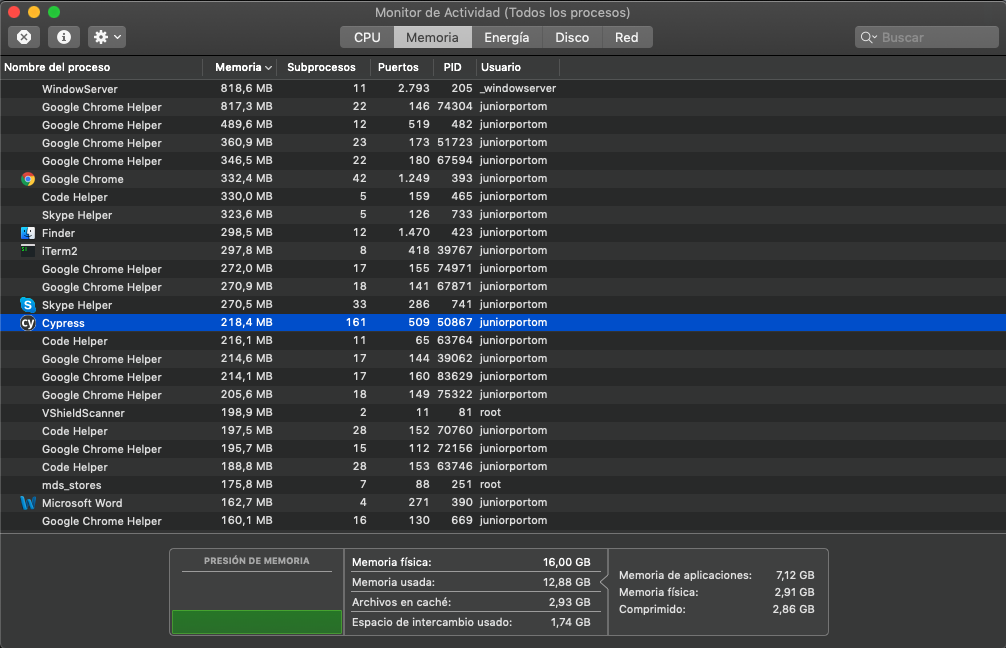 Monitor de Actividad (Todos los procesos)
CPU Memoria Energía Disco Red Buscar
Nombre del proceso Memoria Subprocesos Puertos PID Usuario
WindowServer 818,6 MB 11 2.793 205 _windowserver
Google Chrome Helper 817,3 MB 22 146 74304 juniorportom
Google Chrome Helper 489,6 MB 12 519 482 juniorportom
Google Chrome Helper 360,9 MB 23 173 51723 juniorportom
Google Chrome Helper 346,5 MB 22 180 67594 juniorportom
Google Chrome 332,4 MB 42 1.249 393 juniorportom
Code Helper 330,0 MB 5 159 465 juniorportom
Skype Helper 323,6 MB 5 126 733 juniorportom
Finder 298,5 MB 12 1.470 423 juniorportom
iTerm2 297,8 MB 8 418 39767 juniorportom
Google Chrome Helper 272,0 MB 17 155 74971 juniorportom
Google Chrome Helper 270,9 MB 18 141 67871 juniorportom
S Skype Helper 270,5 MB 33 286 741 juniorportom
cy Cypress 218,4 MB 161 509 50867 juniorportom
Code Helper 216,1 MB 11 65 63764 juniorportom
Google Chrome Helper 214,6 MB 17 144 39062 juniorportom
Google Chrome Helper 214,1 MB 17 160 83629 juniorportom
Google Chrome Helper 205,6 MB 18 149 75322 juniorportom
VShieldScanner 198,9 MB 2 11 81 root
Code Helper 197,5 MB 28 152 70760 juniorportom
Google Chrome Helper 195,7 MB 15 112 72156 juniorportom
Code Helper 188,8 MB 28 153 63746 juniorportom
mds_stores 175,8 MB 7 88 251 root
W Microsoft Word 162,7 MB 4 271 390 juniorportom
Google Chrome Helper 160,1 MB 16 130 669 juniorportom
PRESIÓN DE MEMORIA
Memoria física: 16,00 GB
Memoria usada: 12,88 GB
Archivos en caché: 2,93 GB
Espacio de intercambio usado: 1,74 GB
Memoria de aplicaciones: 7,12 GB
Memoria física: 2,91 GB
Comprimido: 2,86 GB